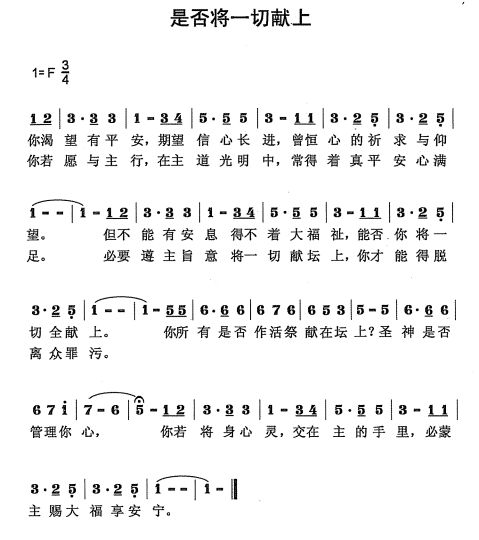 是否将一切献上
1=F 3/4
1 2 | 3 · 3 3 | 1 - 3 4 | 5 · 5 5 | 3 - 1 1 | 3 · 2 5 | 3 · 2 5 |
你渴 望有平 安，期望 信心长 进，曾恒 心的祈 求与仰
你若 愿与主 行，在主 道光明 中，常得 着真平 安心满
1 - - | 1 - 1 2 | 3 · 3 3 | 1 - 3 4 | 5 · 5 5 | 3 - 1 1 | 3 · 2 5 |
望。 但不 能有安 息得 不着大福 祉，能否 你将一
足。 必要 遵主旨 意将 一切献坛 上，你才 能得脱
3 · 2 5 | 1 - - | 1 - 5 5 | 6 · 6 6 | 6 7 6 | 6 5 3 | 5 - 5 | 6 · 6 6 |
切全献 上。 你所 有是否 作活祭 献在坛 上？圣 神是否
离众罪 污。
6 7 i | 7 - 6 | 5 - 1 2 | 3 · 3 3 | 1 - 3 4 | 5 · 5 5 | 3 - 1 1 |
管理你 心， 你若 将身心 灵，交在 主的手 里，必蒙
3 · 2 5 | 3 · 2 5 | 1 - - | 1 - ‖
主赐大 福享安 宁。